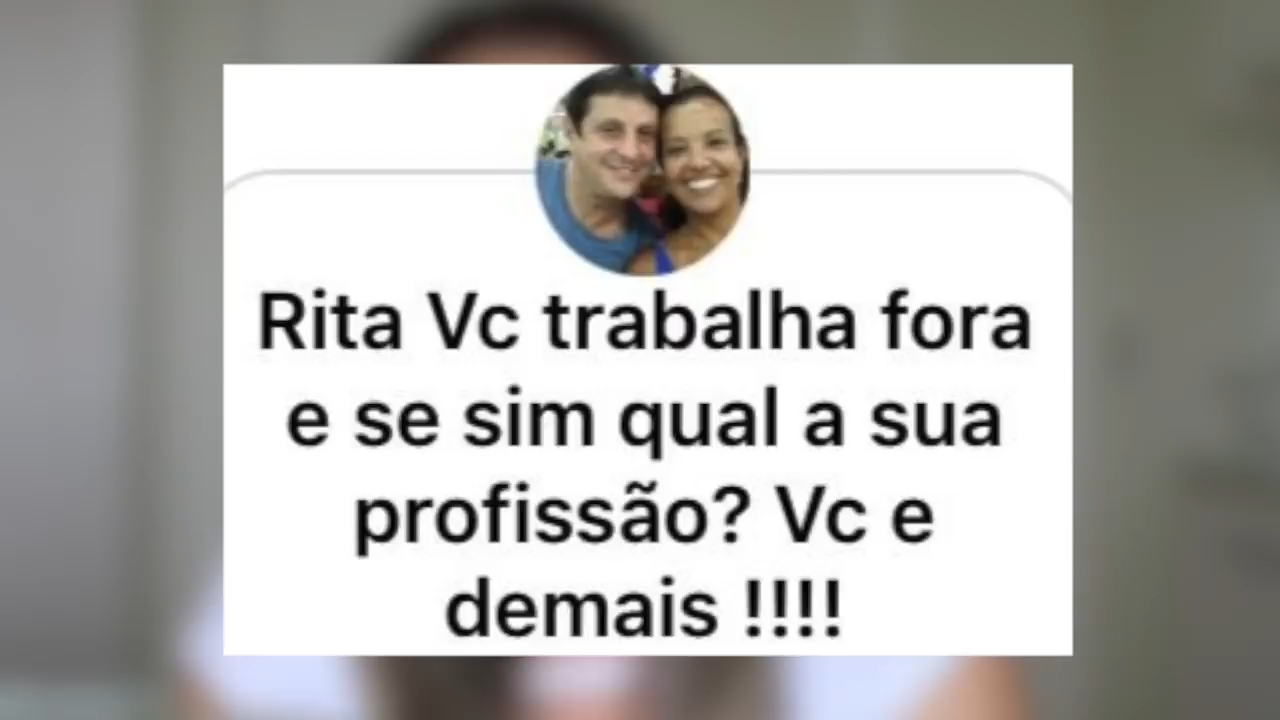 Rita Vc trabalha fora
e se sim qual a sua
profissão? Vc e
demais !!!!